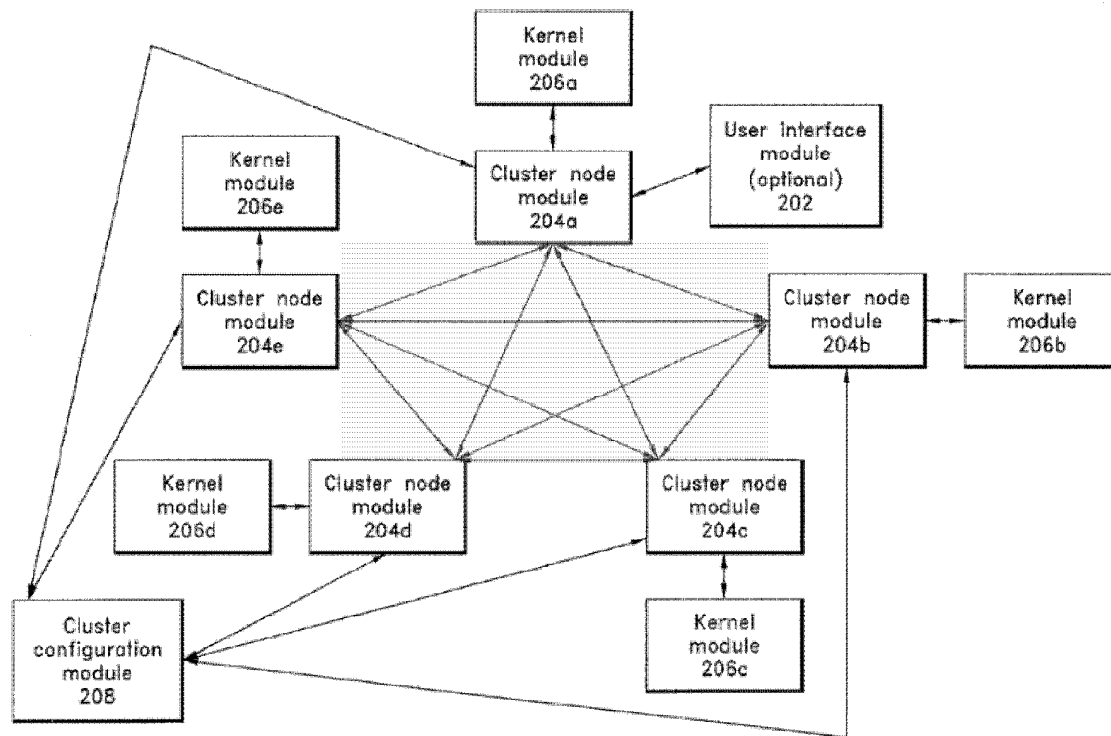 Kernel
module
206a
User interface
module
(optional)
202
Kernel
module
206e
Cluster node
module
204a
Cluster node
module
204e
Cluster node
module
204b
Kernel
module
206b
Kernel
module
206d
Cluster node
module
204d
Cluster node
module
204c
Cluster
configuration
module
208
Kernel
module
206c